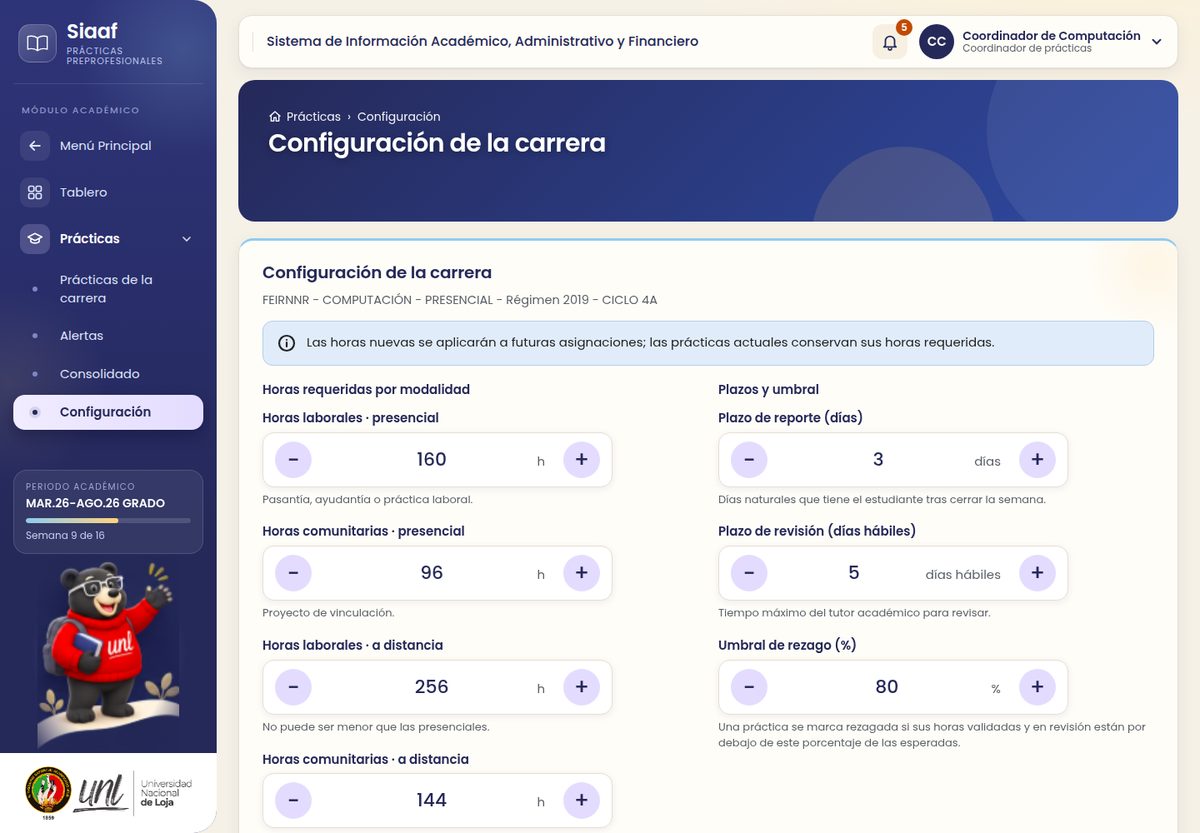 Siaaf
PRÁCTICAS
PREPROFESIONALES
MÓDULO ACADÉMICO
Menú Principal
Tablero
Prácticas
Prácticas de la
carrera
Alertas
Consolidado
Configuración
PERIODO ACADÉMICO
MAR.26-AGO.26 GRADO
Semana 9 de 16
unl
1859
unl
Universidad
Nacional
de Loja
Sistema de Información Académico, Administrativo y Financiero
5
CC
Coordinador de Computación
Coordinador de prácticas
Prácticas › Configuración
Configuración de la carrera
Configuración de la carrera
FEIRNNR - COMPUTACIÓN - PRESENCIAL - Régimen 2019 - CICLO 4A
Las horas nuevas se aplicarán a futuras asignaciones; las prácticas actuales conservan sus horas requeridas.
Horas requeridas por modalidad
Horas laborales · presencial
− 160 h +
Pasantía, ayudantía o práctica laboral.
Horas comunitarias · presencial
− 96 h +
Proyecto de vinculación.
Horas laborales · a distancia
− 256 h +
No puede ser menor que las presenciales.
Horas comunitarias · a distancia
− 144 h +
Plazos y umbral
Plazo de reporte (días)
− 3 días +
Días naturales que tiene el estudiante tras cerrar la semana.
Plazo de revisión (días hábiles)
− 5 días hábiles +
Tiempo máximo del tutor académico para revisar.
Umbral de rezago (%)
− 80 % +
Una práctica se marca rezagada si sus horas validadas y en revisión están por
debajo de este porcentaje de las esperadas.